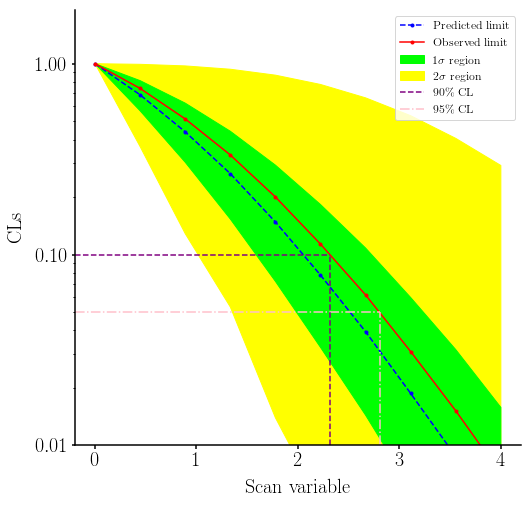 Predicted limit
Observed limit
1σ region
2σ region
90% CL
95% CL
1.00
0.10
0.01
CLs
0 1 2 3 4
Scan variable